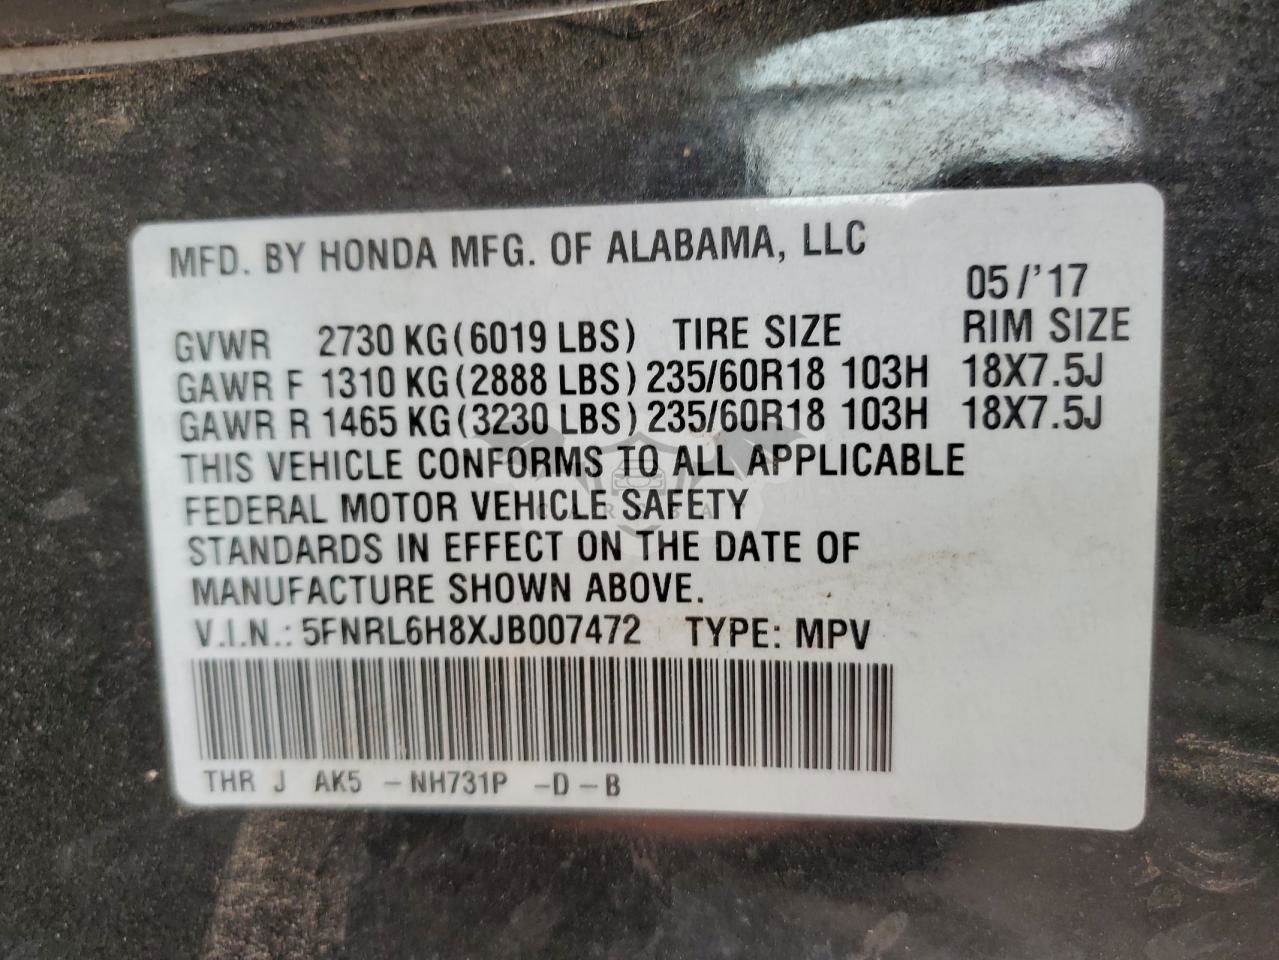 MFD. BY HONDA MFG. OF ALABAMA, LLC
05/'17
GVWR 2730 KG(6019 LBS) TIRE SIZE RIM SIZE
GAWR F 1310 KG(2888 LBS) 235/60R18 103H 18X7.5J
GAWR R 1465 KG(3230 LBS) 235/60R18 103H 18X7.5J
THIS VEHICLE CONFORMS TO ALL APPLICABLE
FEDERAL MOTOR VEHICLE SAFETY
STANDARDS IN EFFECT ON THE DATE OF
MANUFACTURE SHOWN ABOVE.
V.I.N.: 5FNRL6H8XJB007472 TYPE: MPV
THR J AK5 -NH731P -D-B